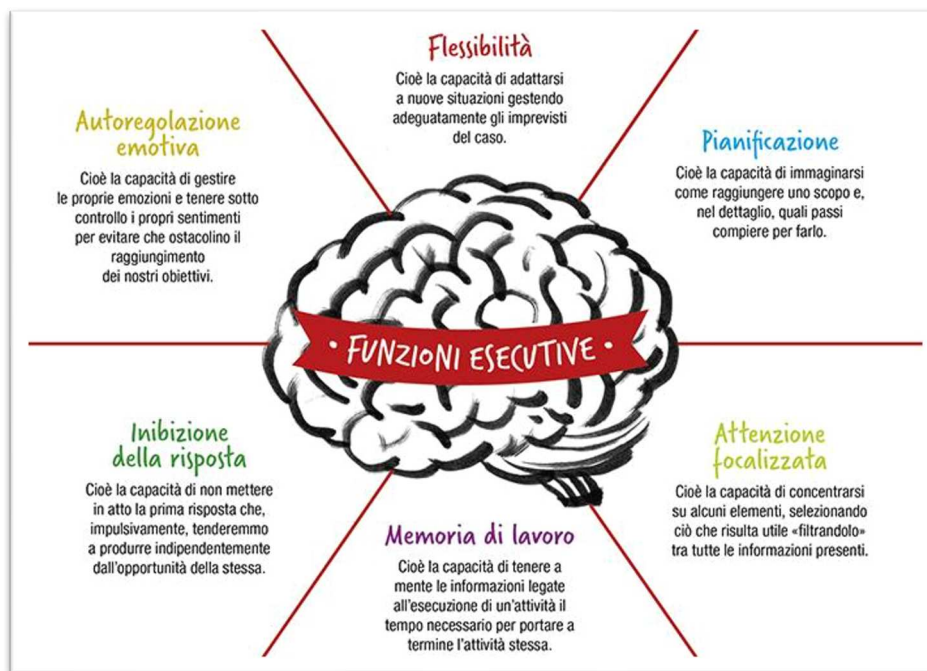 Flessibilità
Cioè la capacità di adattarsi
a nuove situazioni gestendo
adeguatamente gli imprevisti
del caso.
Autoregolazione
emotiva
Cioè la capacità di gestire
le proprie emozioni e tenere sotto
controllo i propri sentimenti
per evitare che ostacolino il
raggiungimento
dei nostri obiettivi.
Pianificazione
Cioè la capacità di immaginarsi
come raggiungere uno scopo e,
nel dettaglio, quali passi
compiere per farlo.
• FUNZIONI ESECUTIVE •
Inibizione
della risposta
Cioè la capacità di non mettere
in atto la prima risposta che,
impulsivamente, tenderemmo
a produrre indipendentemente
dall'opportunità della stessa.
Memoria di lavoro
Cioè la capacità di tenere a
mente le informazioni legate
all'esecuzione di un'attività il
tempo necessario per portare a
termine l'attività stessa.
Attenzione
focalizzata
Cioè la capacità di concentrarsi
su alcuni elementi, selezionando
ciò che risulta utile «filtrandolo»
tra tutte le informazioni presenti.